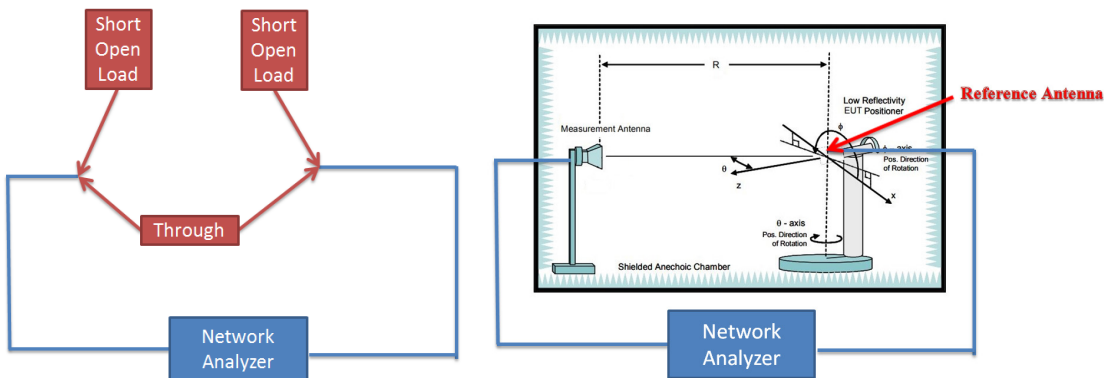 Short
Open
Load
Short
Open
Load
Through
Network
Analyzer
R
Measurement Antenna
Low Reflectivity
EUT Positioner
Reference Antenna
ϕ
axis
Pos. Direction
of Rotation
θ
z
x
θ - axis
Pos. Direction
of Rotation
Shielded Anechoic Chamber
Network
Analyzer